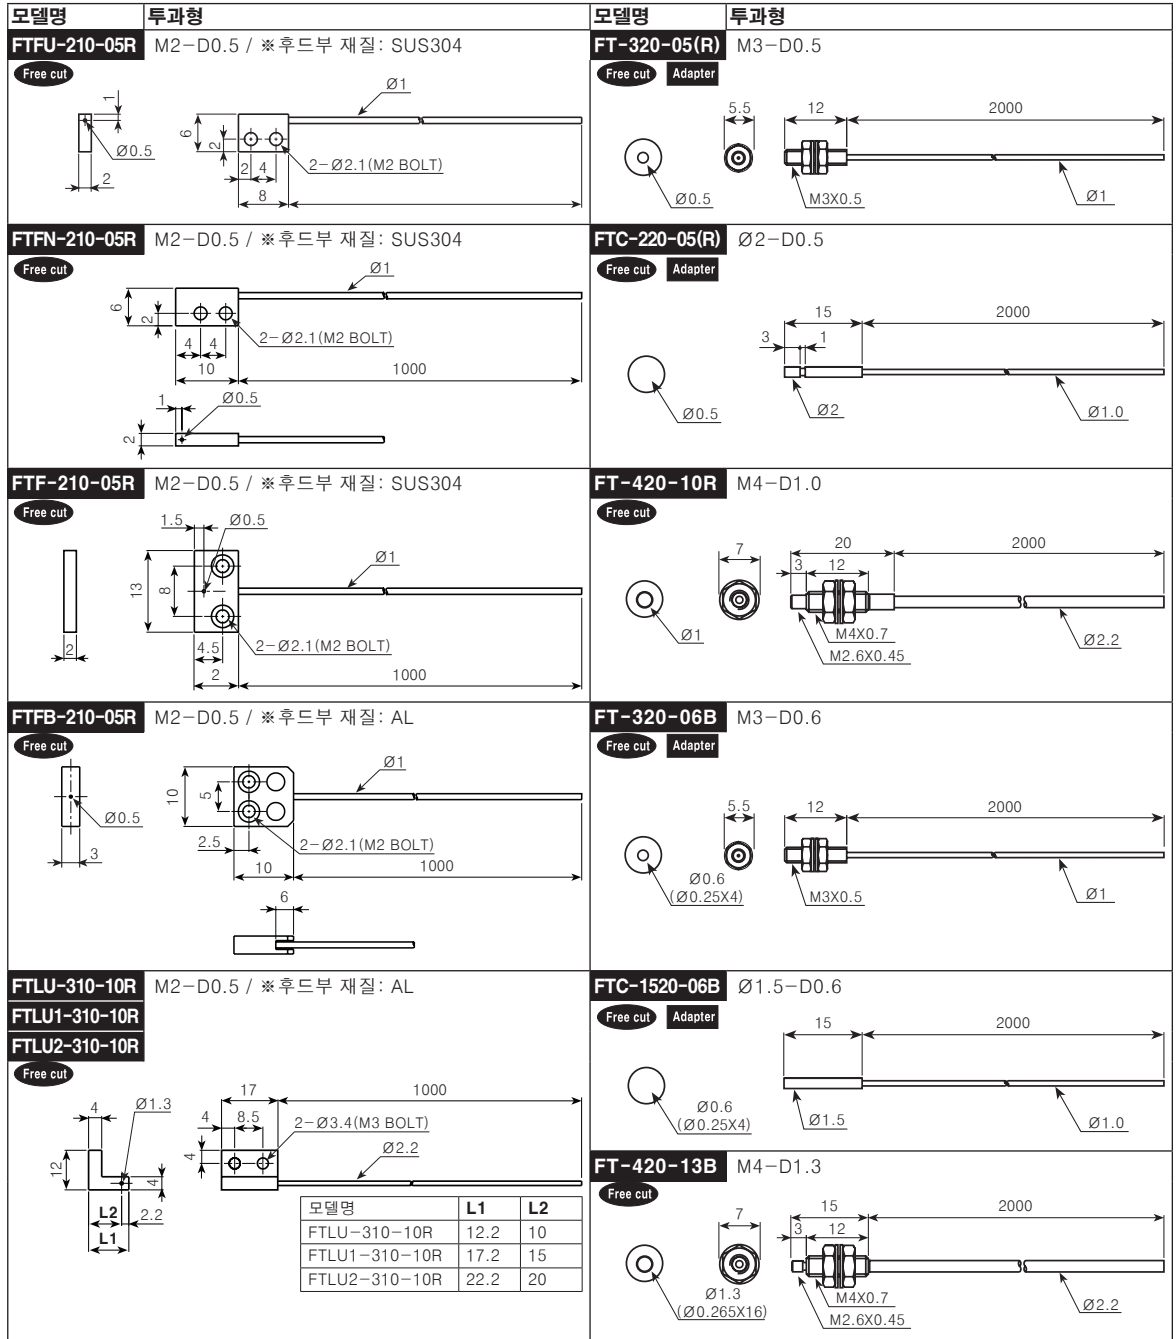 모델명 투과형
FTFU-210-05R M2-D0.5 / ※후드부 재질: SUS304
Free cut
1
Ø0.5
2
Ø1
6
2
2 4
2-Ø2.1(M2 BOLT)
8
FTFN-210-05R M2-D0.5 / ※후드부 재질: SUS304
Free cut
Ø1
6
2
2-Ø2.1(M2 BOLT)
4 4
10 1000
1 Ø0.5
2
FTF-210-05R M2-D0.5 / ※후드부 재질: SUS304
Free cut
1.5 Ø0.5
Ø1
13
8
2-Ø2.1(M2 BOLT)
2
4.5
2 1000
FTFB-210-05R M2-D0.5 / ※후드부 재질: AL
Free cut
Ø1
10
5
Ø0.5
2.5 2-Ø2.1(M2 BOLT)
3
10 1000
6
FTLU-310-10R M2-D0.5 / ※후드부 재질: AL
FTLU1-310-10R
FTLU2-310-10R
Free cut
17 1000
4 Ø1.3
4 8.5 2-Ø3.4(M3 BOLT)
12
4
4
Ø2.2
L2 2.2
L1
모델명 L1 L2
FTLU-310-10R 12.2 10
FTLU1-310-10R 17.2 15
FTLU2-310-10R 22.2 20
모델명 투과형
FT-320-05(R) M3-D0.5
Free cut Adapter
5.5 12 2000
Ø0.5 M3X0.5 Ø1
FTC-220-05(R) Ø2-D0.5
Free cut Adapter
15 2000
3 1
Ø0.5 Ø2 Ø1.0
FT-420-10R M4-D1.0
Free cut
7 20 2000
3 12
Ø1 M4X0.7 Ø2.2
M2.6X0.45
FT-320-06B M3-D0.6
Free cut Adapter
5.5 12 2000
Ø0.6
(Ø0.25X4) M3X0.5 Ø1
FTC-1520-06B Ø1.5-D0.6
Free cut Adapter
15 2000
Ø0.6
(Ø0.25X4) Ø1.5 Ø1.0
FT-420-13B M4-D1.3
Free cut
7 15 2000
3 12
Ø1.3 M4X0.7 Ø2.2
(Ø0.265X16) M2.6X0.45